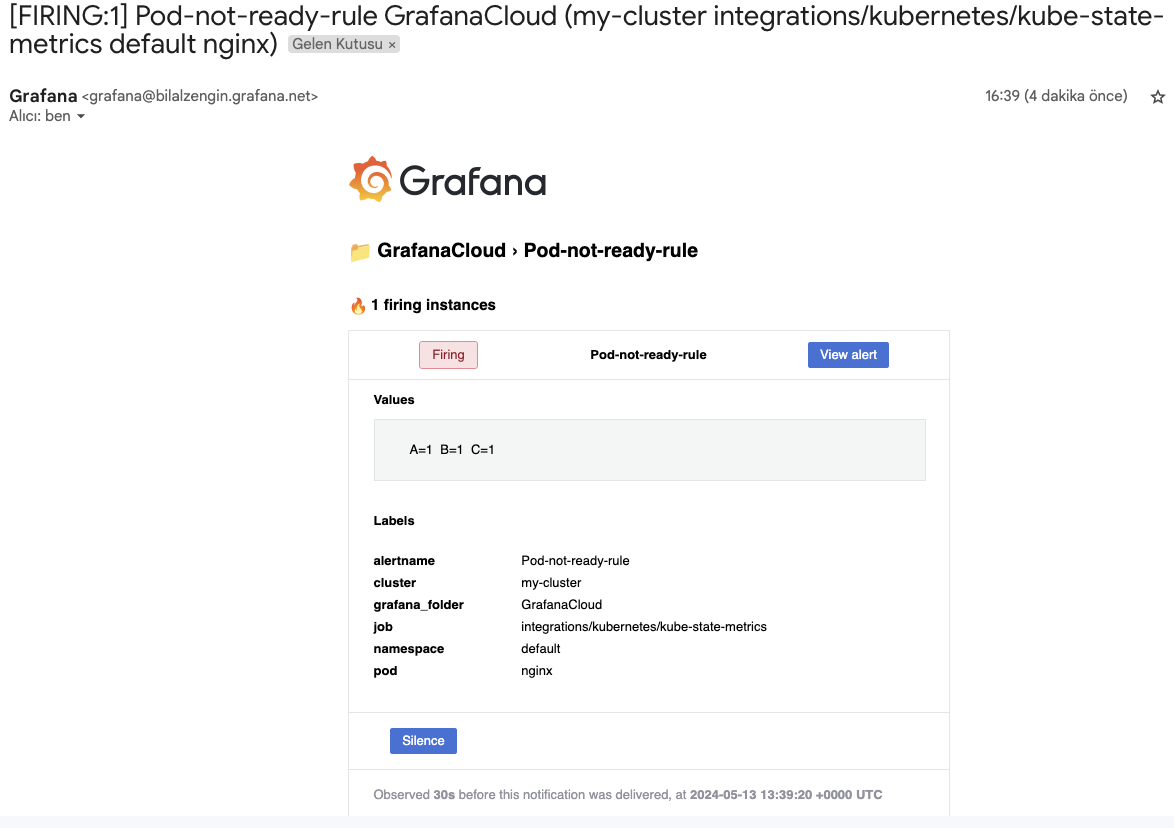 [FIRING:1] Pod-not-ready-rule GrafanaCloud (my-cluster integrations/kubernetes/kube-state-
metrics default nginx) Gelen Kutusu ×
Grafana <grafana@bilalzengin.grafana.net> 16:39 (4 dakika önce)
Alıcı: ben
Grafana
GrafanaCloud › Pod-not-ready-rule
1 firing instances
Firing Pod-not-ready-rule View alert
Values
A=1 B=1 C=1
Labels
alertname Pod-not-ready-rule
cluster my-cluster
grafana_folder GrafanaCloud
job integrations/kubernetes/kube-state-metrics
namespace default
pod nginx
Silence
Observed 30s before this notification was delivered, at 2024-05-13 13:39:20 +0000 UTC